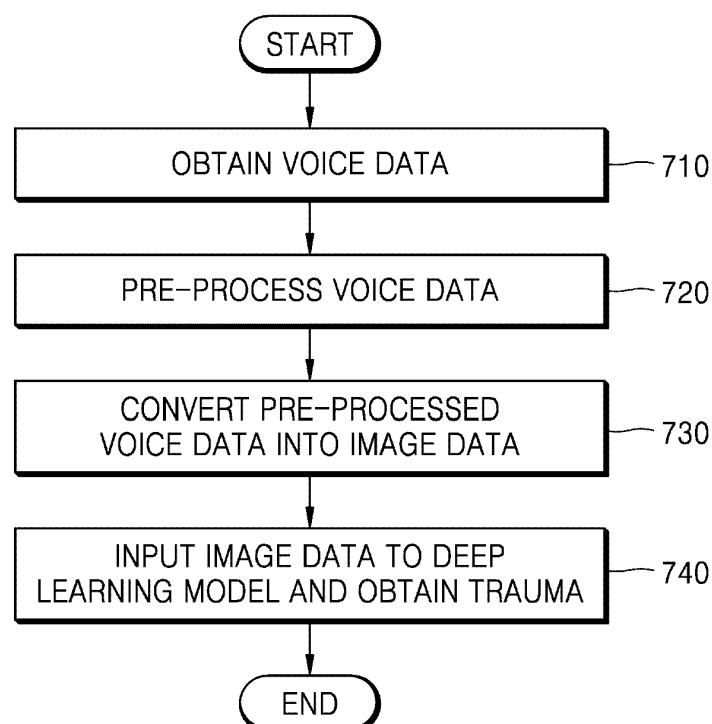 START
OBTAIN VOICE DATA
710
PRE-PROCESS VOICE DATA
720
CONVERT PRE-PROCESSED
VOICE DATA INTO IMAGE DATA
730
INPUT IMAGE DATA TO DEEP
LEARNING MODEL AND OBTAIN TRAUMA
740
END